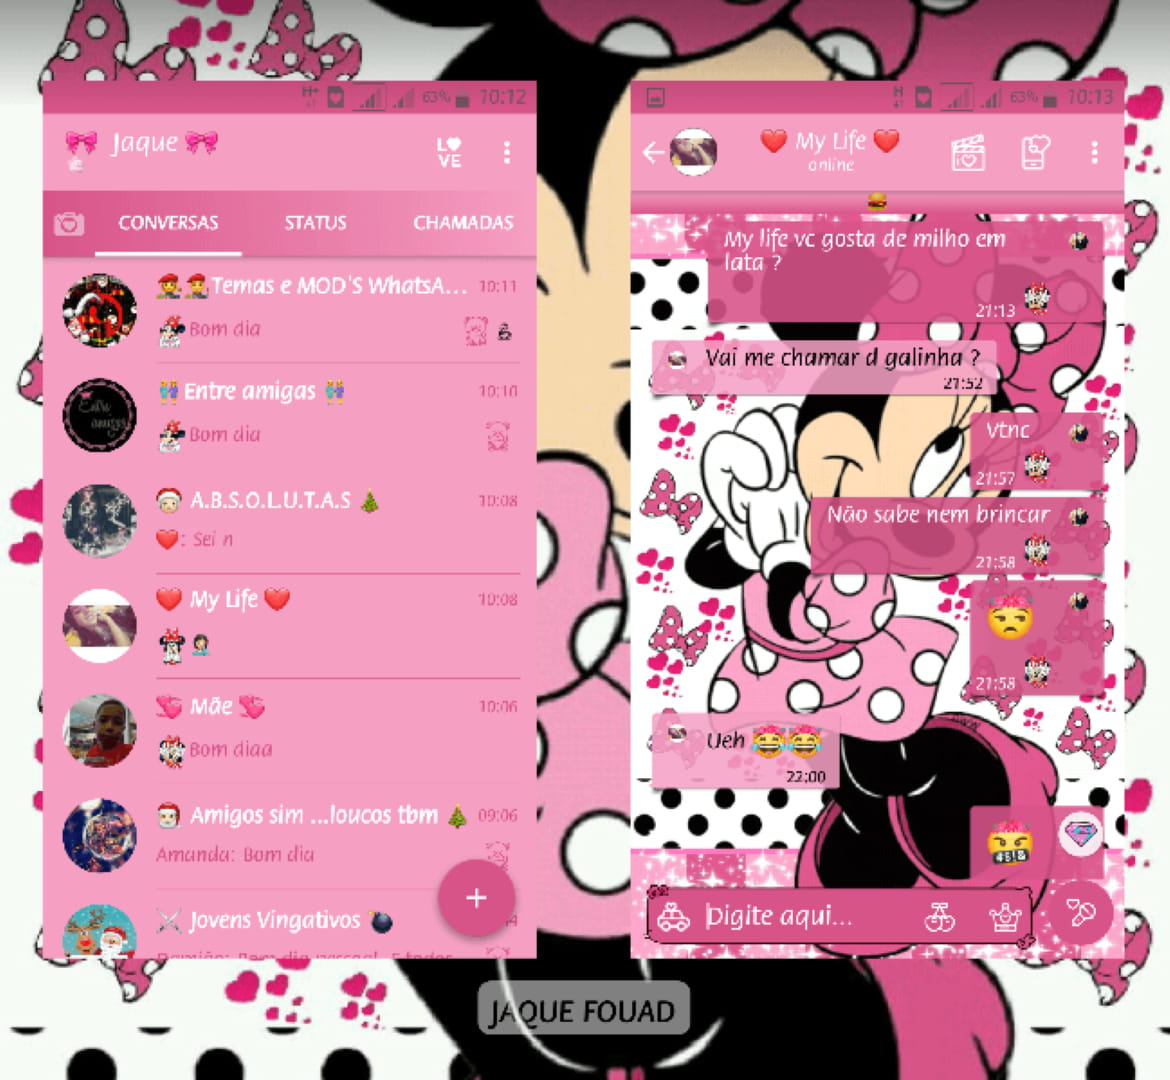 H+ 63% 10:12
Jaque
LOVE
CONVERSAS STATUS CHAMADAS
Temas e MOD'S WhatsA... 10:11
Bom dia
Entre amigas 10:10
Entre amigas
Bom dia
A.B.S.O.L.U.T.A.S 10:08
: Sei n
My Life 10:08
Mãe 10:06
Bom diaa
Amigos sim ...loucos tbm 09:06
Amanda: Bom dia
+
Jovens Vingativos
H 63% 10:13
My Life
online
My life vc gosta de milho em
lata ?
21:13
Vai me chamar d galinha ?
21:52
Vtnc
21:57
Não sabe nem brincar
21:58
21:58
Ueh
22:00
Digite aqui...
JAQUE FOUAD